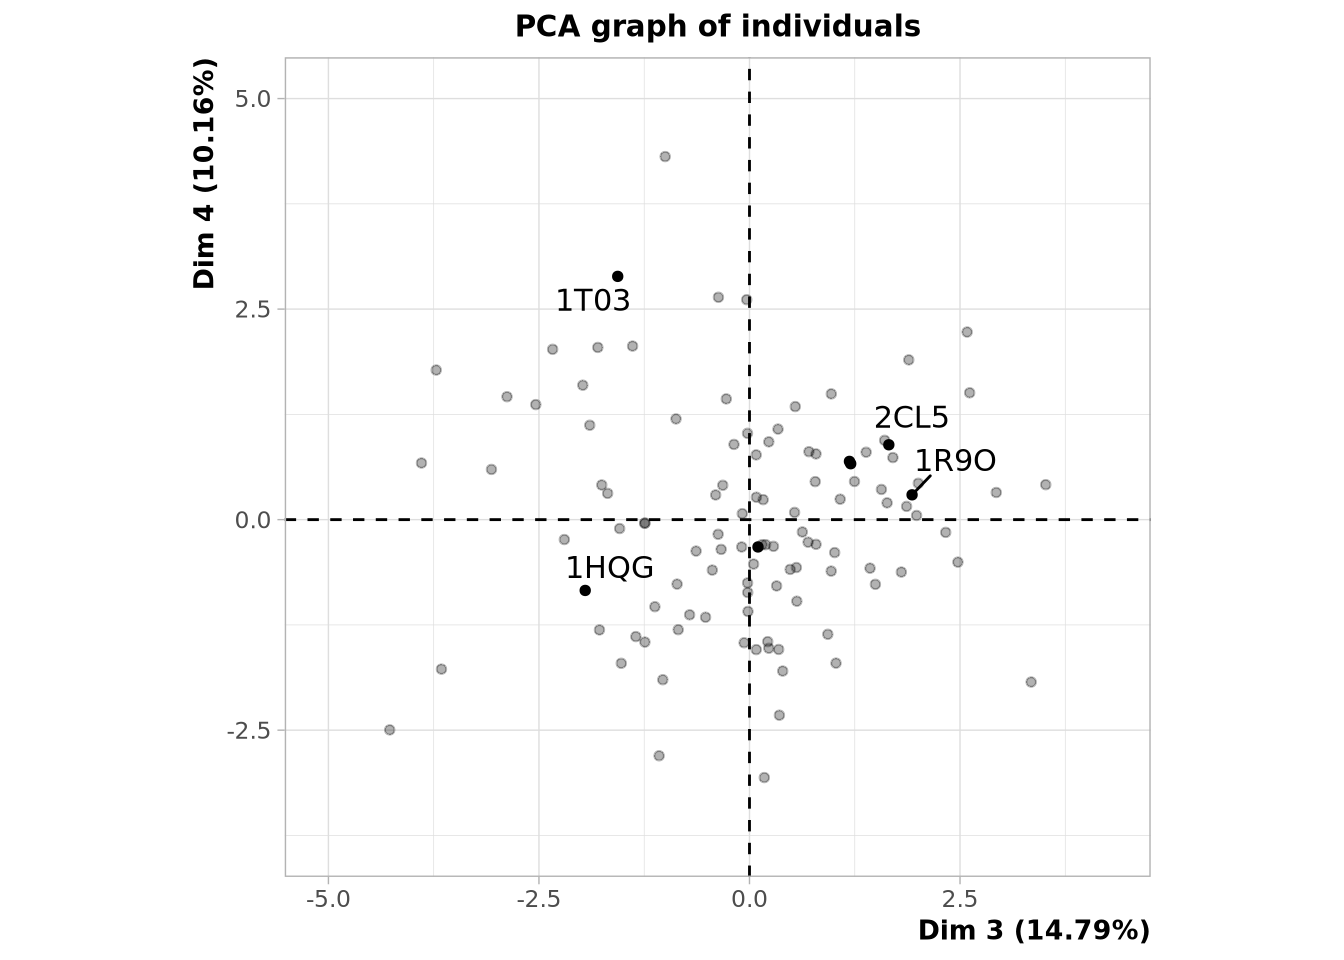 PCA graph of individuals
Dim 4 (10.16%)
5.0
2.5
0.0
-2.5
1T03
2CL5
1R9O
1HQG
-5.0
-2.5
0.0
2.5
Dim 3 (14.79%)